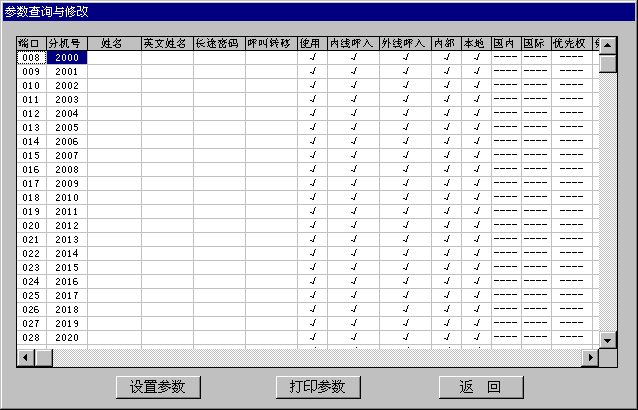 参数查询与修改
端口 分机号 姓名 英文姓名 长途密码 呼叫转移 使用 内线呼入 外线呼入 内部 本地 国内 国际 优先权
008 2000 √ √ √ √ √ ---- ---- ----
009 2001 √ √ √ √ √ ---- ---- ----
010 2002 √ √ √ √ √ ---- ---- ----
011 2003 √ √ √ √ √ ---- ---- ----
012 2004 √ √ √ √ √ ---- ---- ----
013 2005 √ √ √ √ √ ---- ---- ----
014 2006 √ √ √ √ √ ---- ---- ----
015 2007 √ √ √ √ √ ---- ---- ----
016 2008 √ √ √ √ √ ---- ---- ----
017 2009 √ √ √ √ √ ---- ---- ----
018 2010 √ √ √ √ √ ---- ---- ----
019 2011 √ √ √ √ √ ---- ---- ----
020 2012 √ √ √ √ √ ---- ---- ----
021 2013 √ √ √ √ √ ---- ---- ----
022 2014 √ √ √ √ √ ---- ---- ----
023 2015 √ √ √ √ √ ---- ---- ----
024 2016 √ √ √ √ √ ---- ---- ----
025 2017 √ √ √ √ √ ---- ---- ----
026 2018 √ √ √ √ √ ---- ---- ----
027 2019 √ √ √ √ √ ---- ---- ----
028 2020 √ √ √ √ √ ---- ---- ----
设置参数 打印参数 返 回